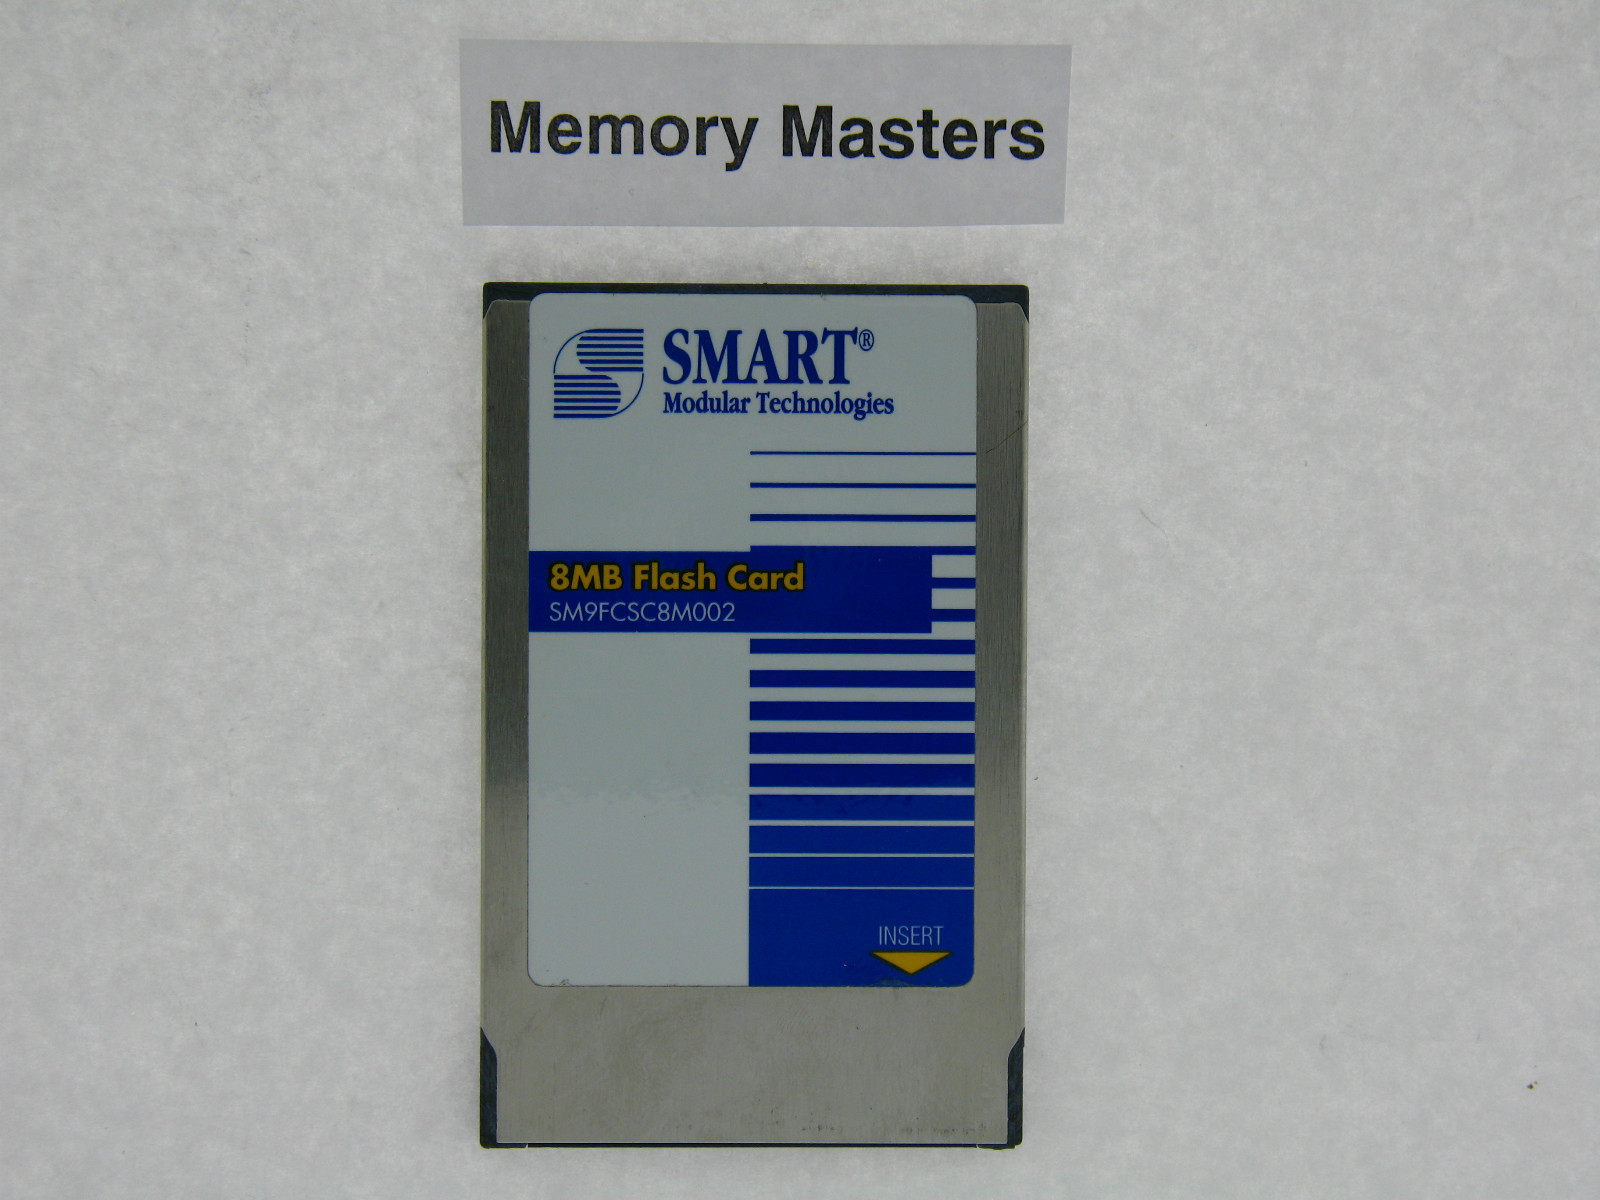 Memory Masters
SMART®
Modular Technologies
8MB Flash Card
SM9FCSC8M002
INSERT